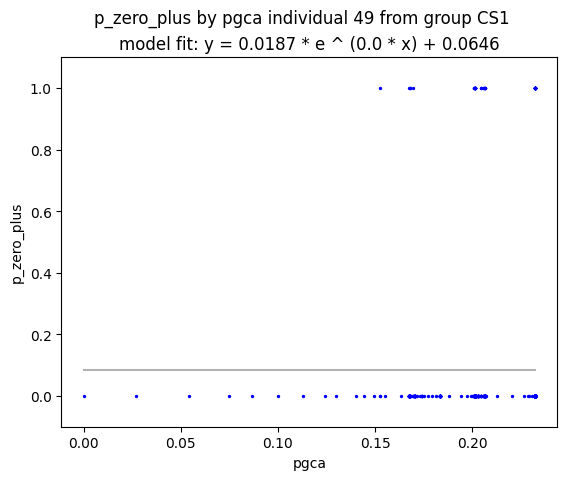 p_zero_plus by pgca individual 49 from group CS1
model fit: y = 0.0187 * e ^ (0.0 * x) + 0.0646
1.0
0.8
0.6
0.4
0.2
0.0
p_zero_plus
0.00 0.05 0.10 0.15 0.20
pgca